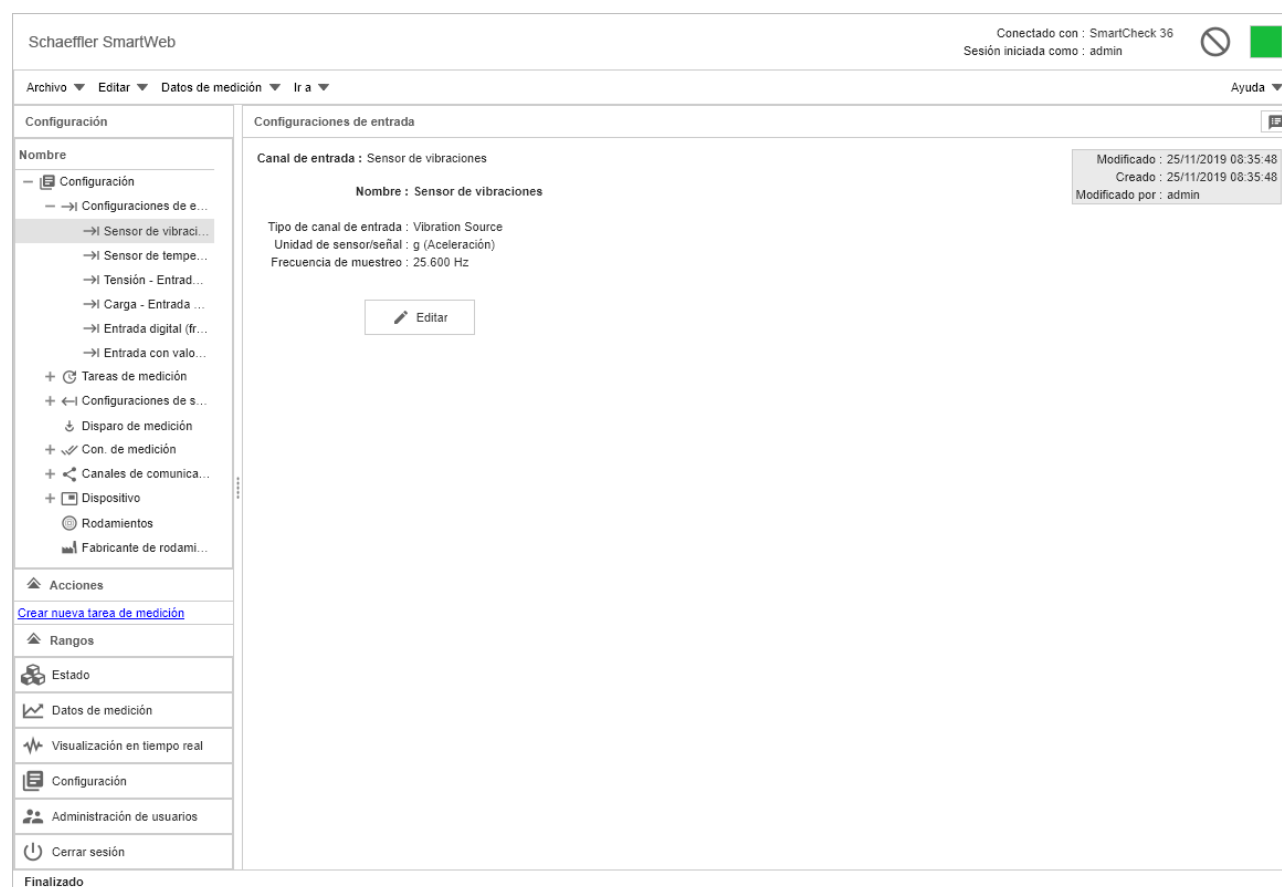 Schaeffler SmartWeb
Conectado con : SmartCheck 36
Sesión iniciada como : admin
Archivo Editar Datos de medición Ir a Ayuda
Configuración
Configuraciones de entrada
Nombre
Configuración
Configuraciones de e...
Sensor de vibraci...
Sensor de tempe...
Tensión - Entrad...
Carga - Entrada ...
Entrada digital (fr...
Entrada con valo...
Tareas de medición
Configuraciones de s...
Disparo de medición
Con. de medición
Canales de comunica...
Dispositivo
Rodamientos
Fabricante de rodami...
Canal de entrada : Sensor de vibraciones
Nombre : Sensor de vibraciones
Tipo de canal de entrada : Vibration Source
Unidad de sensor/señal : g (Aceleración)
Frecuencia de muestreo : 25.600 Hz
Editar
Modificado : 25/11/2019 08:35:48
Creado : 25/11/2019 08:35:48
Modificado por : admin
Acciones
Crear nueva tarea de medición
Rangos
Estado
Datos de medición
Visualización en tiempo real
Configuración
Administración de usuarios
Cerrar sesión
Finalizado